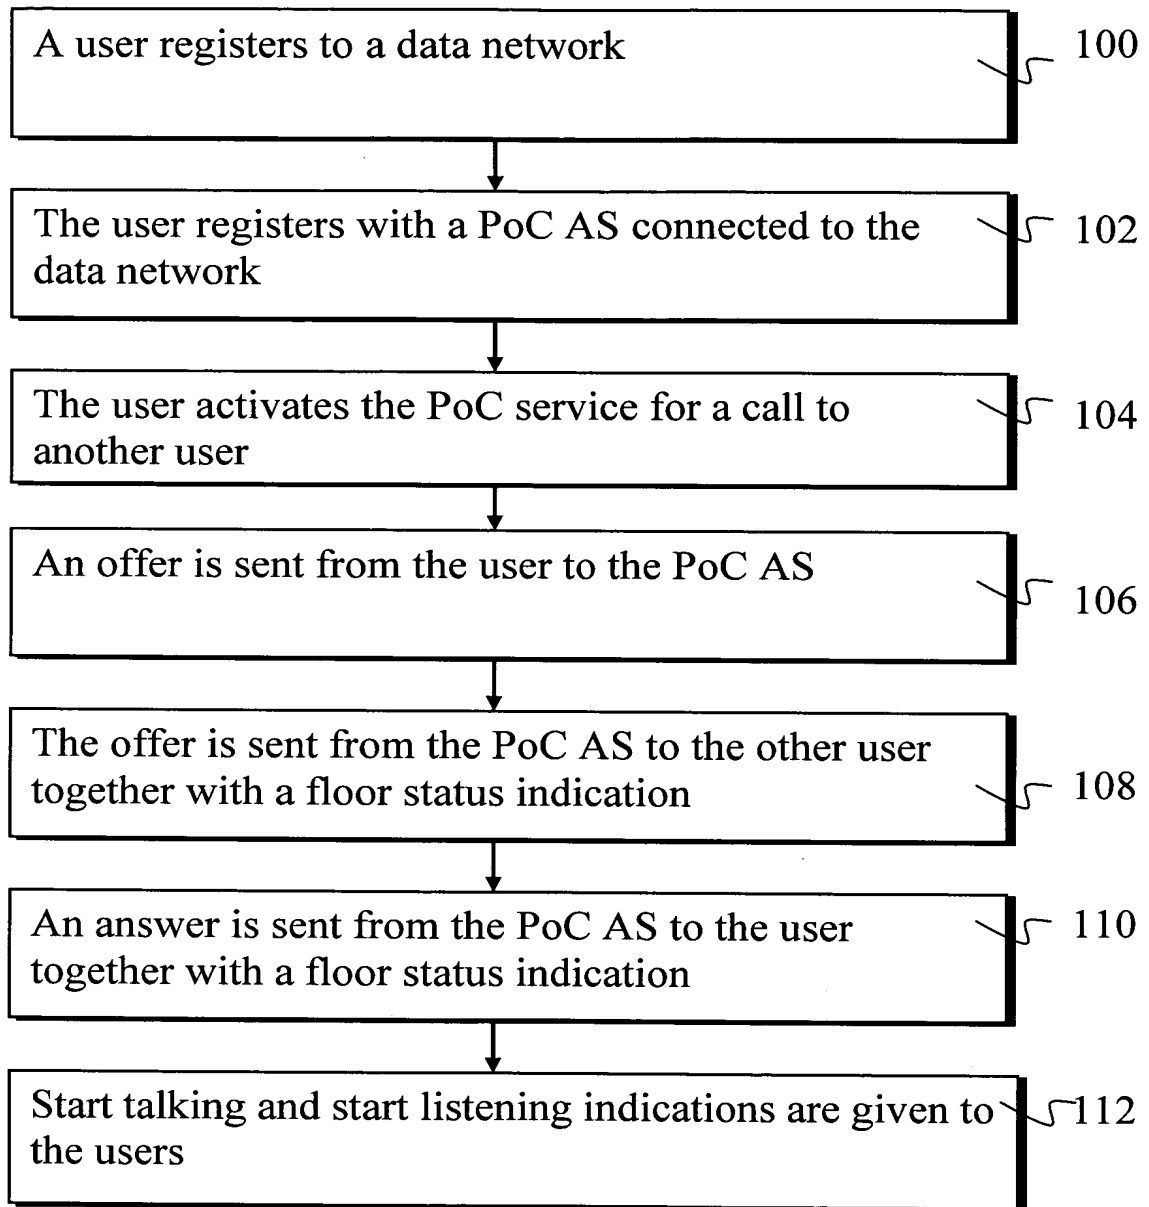 A user registers to a data network
100
The user registers with a PoC AS connected to the
data network
102
The user activates the PoC service for a call to
another user
104
An offer is sent from the user to the PoC AS
106
The offer is sent from the PoC AS to the other user
together with a floor status indication
108
An answer is sent from the PoC AS to the user
together with a floor status indication
110
Start talking and start listening indications are given to
the users
112